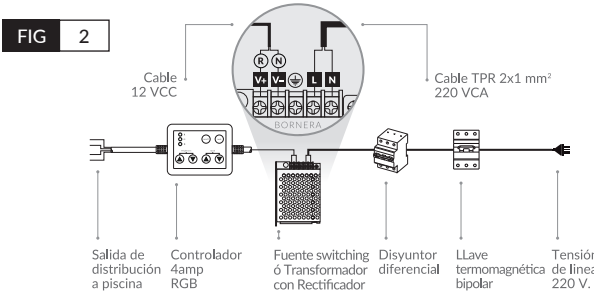 FIG 2
Cable
12 VCC
R N
V+ V- L N
BORNERA
Cable TPR 2x1 mm²
220 VCA
Salida de
distribución
a piscina
Controlador
4amp
RGB
Fuente switching
ó Transformador
con Rectificador
Disyuntor
diferencial
LLave
termomagnética
bipolar
Tensión
de linea
220 V.